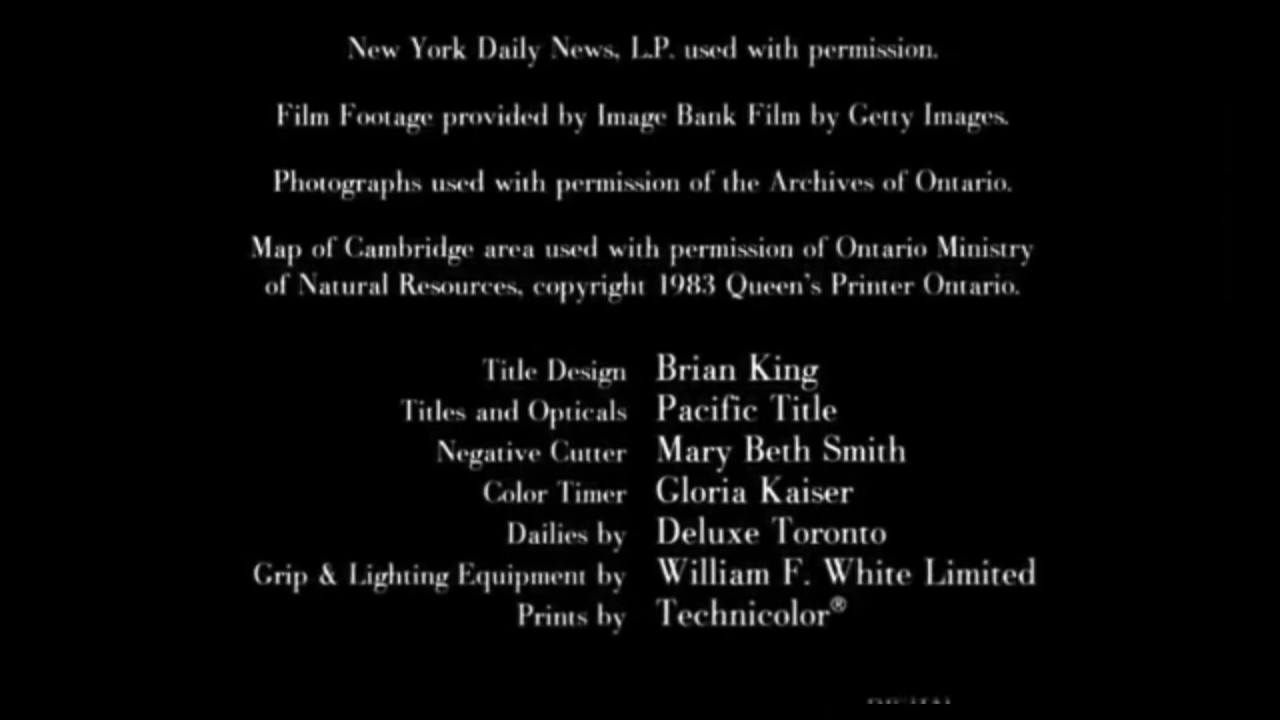 New York Daily News, L.P. used with permission.
Film Footage provided by Image Bank Film by Getty Images.
Photographs used with permission of the Archives of Ontario.
Map of Cambridge area used with permission of Ontario Ministry
of Natural Resources, copyright 1983 Queen's Printer Ontario.
Title Design Brian King
Titles and Opticals Pacific Title
Negative Cutter Mary Beth Smith
Color Timer Gloria Kaiser
Dailies by Deluxe Toronto
Grip & Lighting Equipment by William F. White Limited
Prints by Technicolor®